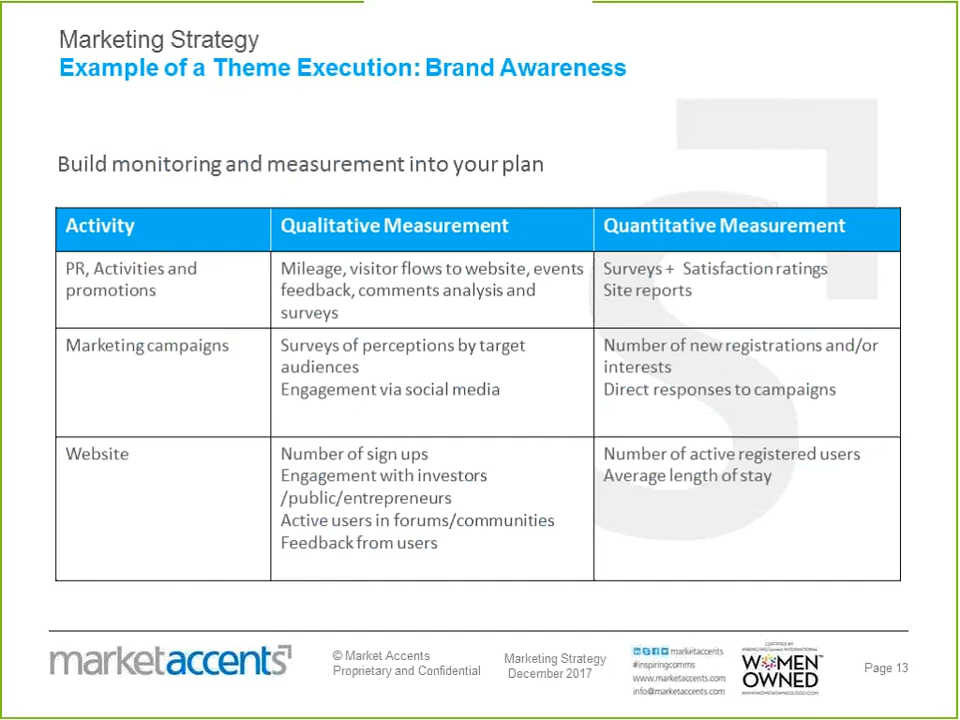 Marketing Strategy
Example of a Theme Execution: Brand Awareness
Build monitoring and measurement into your plan
Activity
Qualitative Measurement
Quantitative Measurement
PR, Activities and
promotions
Mileage, visitor flows to website, events
feedback, comments analysis and
surveys
Surveys + Satisfaction ratings
Site reports
Marketing campaigns
Surveys of perceptions by target
audiences
Engagement via social media
Number of new registrations and/or
interests
Direct responses to campaigns
Website
Number of sign ups
Engagement with investors
/public/entrepreneurs
Active users in forums/communities
Feedback from users
Number of active registered users
Average length of stay
marketaccents
© Market Accents
Proprietary and Confidential
Marketing Strategy
December 2017
marketaccents
#inspiringcomms
www.marketaccents.com
info@marketaccents.com
CERTIFIED BY
WOMEN
OWNED
WWW.WOMENOWNEDLOGO.COM
Page 13